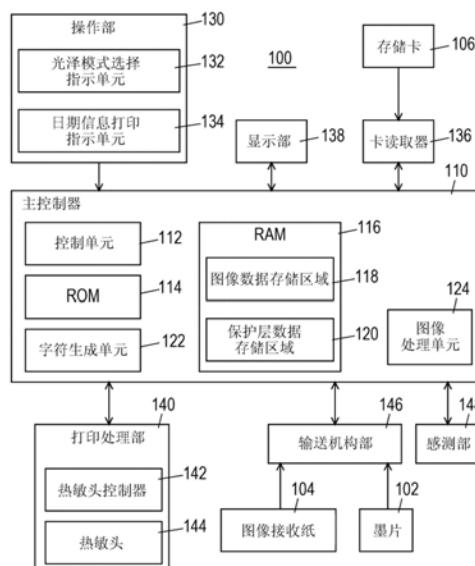 操作部
130
光泽模式选择
指示单元
132
日期信息打印
指示单元
134
100
存储卡
106
显示部
138
卡读取器
136
110
主控制器
控制单元
112
ROM
114
字符生成单元
122
RAM
116
图像数据存储区域
118
保护层数据
存储区域
120
124
图像
处理单元
140
打印处理部
热敏头控制器
142
热敏头
144
146
输送机构部
104
图像接收纸
102
墨片
14
感测部